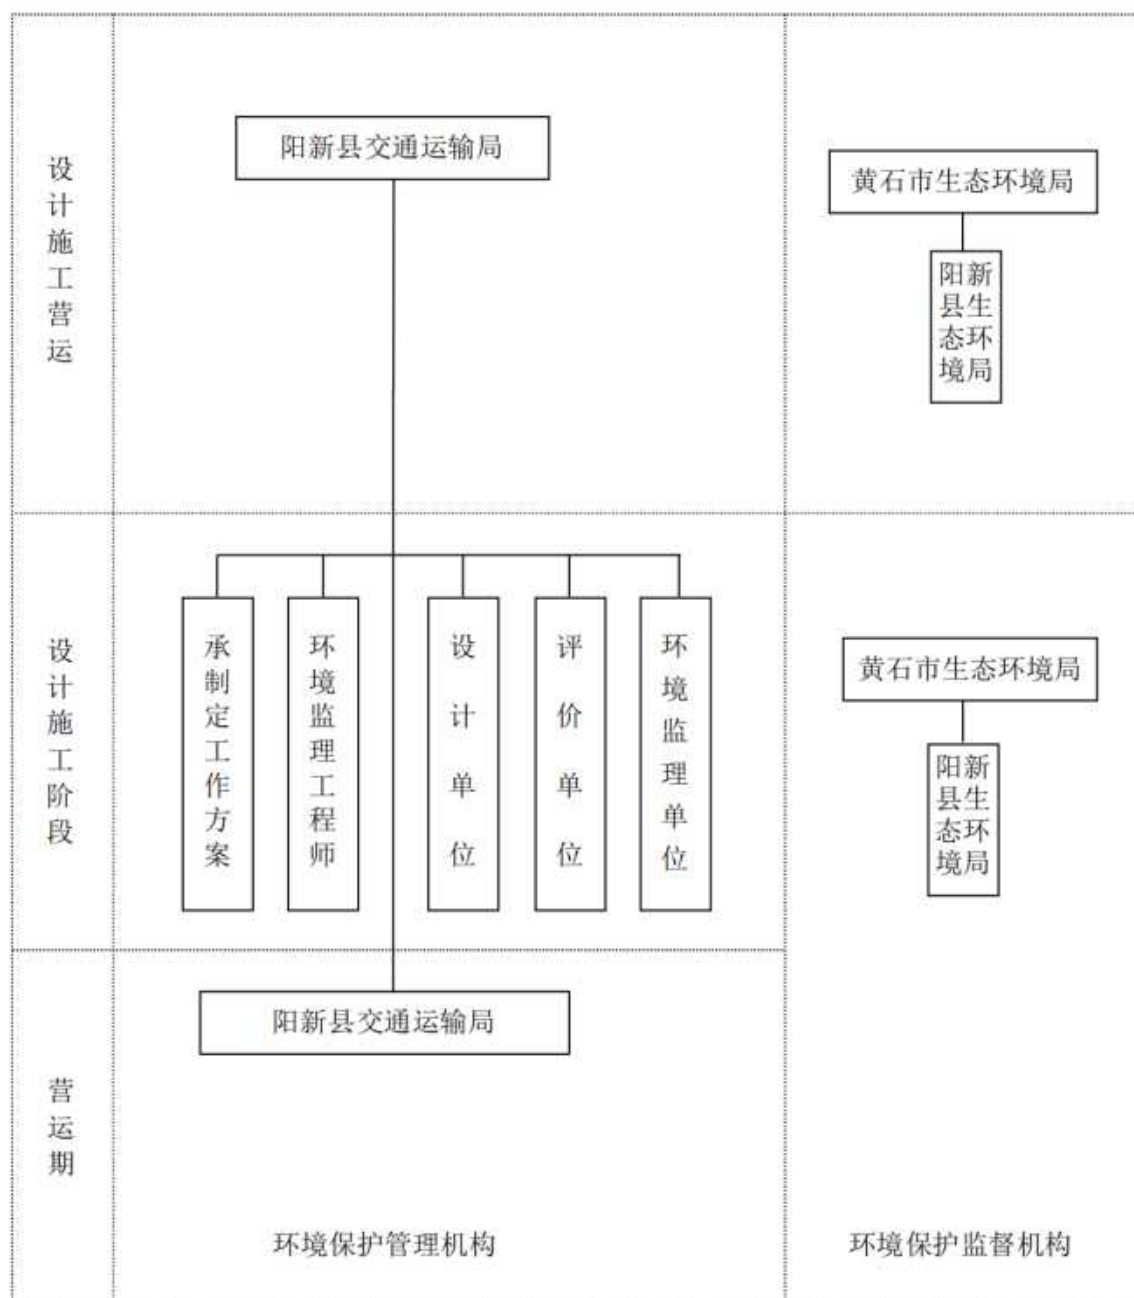 设计施工营运
阳新县交通运输局
黄石市生态环境局
阳新
县生
态环
境局
设计施工阶段
承制定工作方案
环境监理工程师
设计单位
评价单位
环境监理单位
黄石市生态环境局
阳新
县生
态环
境局
营运期
阳新县交通运输局
环境保护管理机构
环境保护监督机构